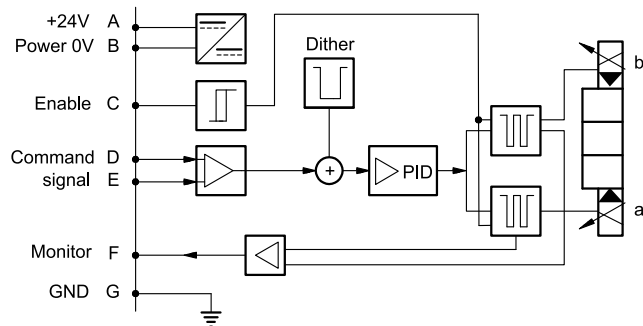 +24V A
Power 0V B
Dither
b
Enable C
Command D
signal E
+
PID
a
Monitor F
GND G